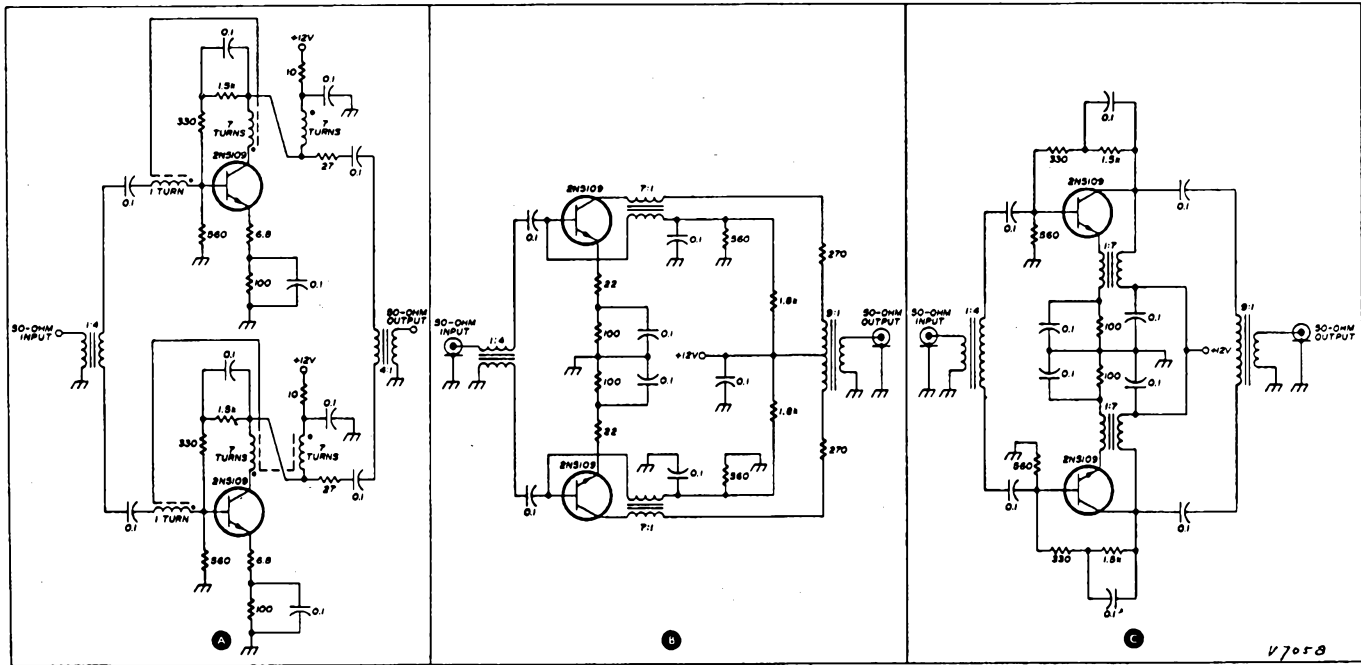 0.1
+12V
10
0.1
1.5k
330
7
TURNS
7
TURNS
2N5109
27
0.1
0.1
1 TURN
560
6.8
100
0.1
50-OHM
INPUT
1:4
50-OHM
OUTPUT
4:1
0.1
+12V
10
0.1
1.5k
330
7
TURNS
7
TURNS
2N5109
27
0.1
0.1
1 TURN
560
6.8
100
0.1
A
2N5109
7:1
0.1
0.1
560
270
22
1.8k
50-OHM
INPUT
1:4
100
0.1
9:1
50-OHM
OUTPUT
+12V
100
0.1
0.1
1.8k
22
270
2N5109
0.1
560
0.1
7:1
B
0.1
330
1.5k
2N5109
0.1
0.1
560
1:7
50-OHM
INPUT
1:4
0.1
100
0.1
9:1
50-OHM
OUTPUT
+12V
0.1
100
0.1
1:7
560
2N5109
0.1
0.1
330
1.5k
0.1
C
V7058